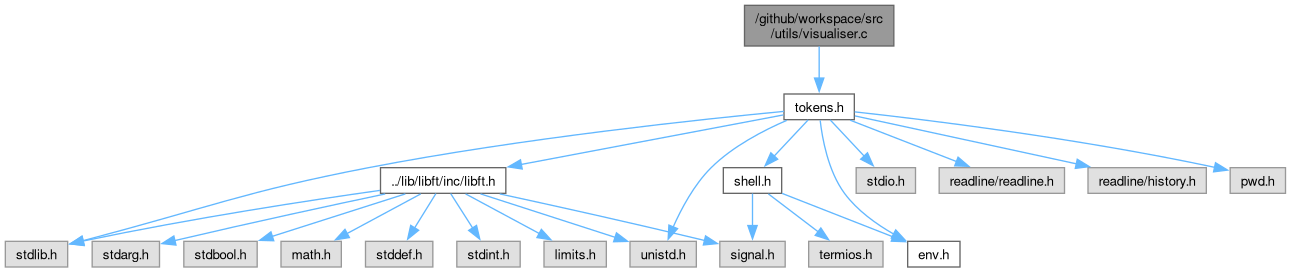 /github/workspace/src
/utils/visualiser.c
tokens.h
../lib/libft/inc/libft.h
shell.h
stdio.h
readline/readline.h
readline/history.h
pwd.h
stdlib.h
stdarg.h
stdbool.h
math.h
stddef.h
stdint.h
limits.h
unistd.h
signal.h
termios.h
env.h